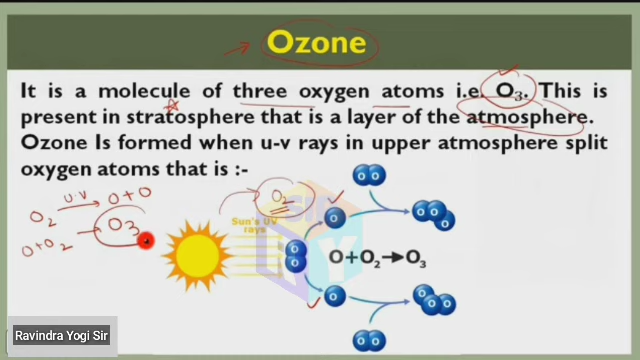 Ozone
It is a molecule of three oxygen atoms i.e. O₃. This is
present in stratosphere that is a layer of the atmosphere.
Ozone Is formed when u-v rays in upper atmosphere split
oxygen atoms that is :-
O₂ U·V → O + O
O+O₂ → O₃
O₂
Sun's UV
rays
O O
O
O O
O
O
O
O+O₂→O₃
O
O
O
O
O
O O
Ravindra Yogi Sir